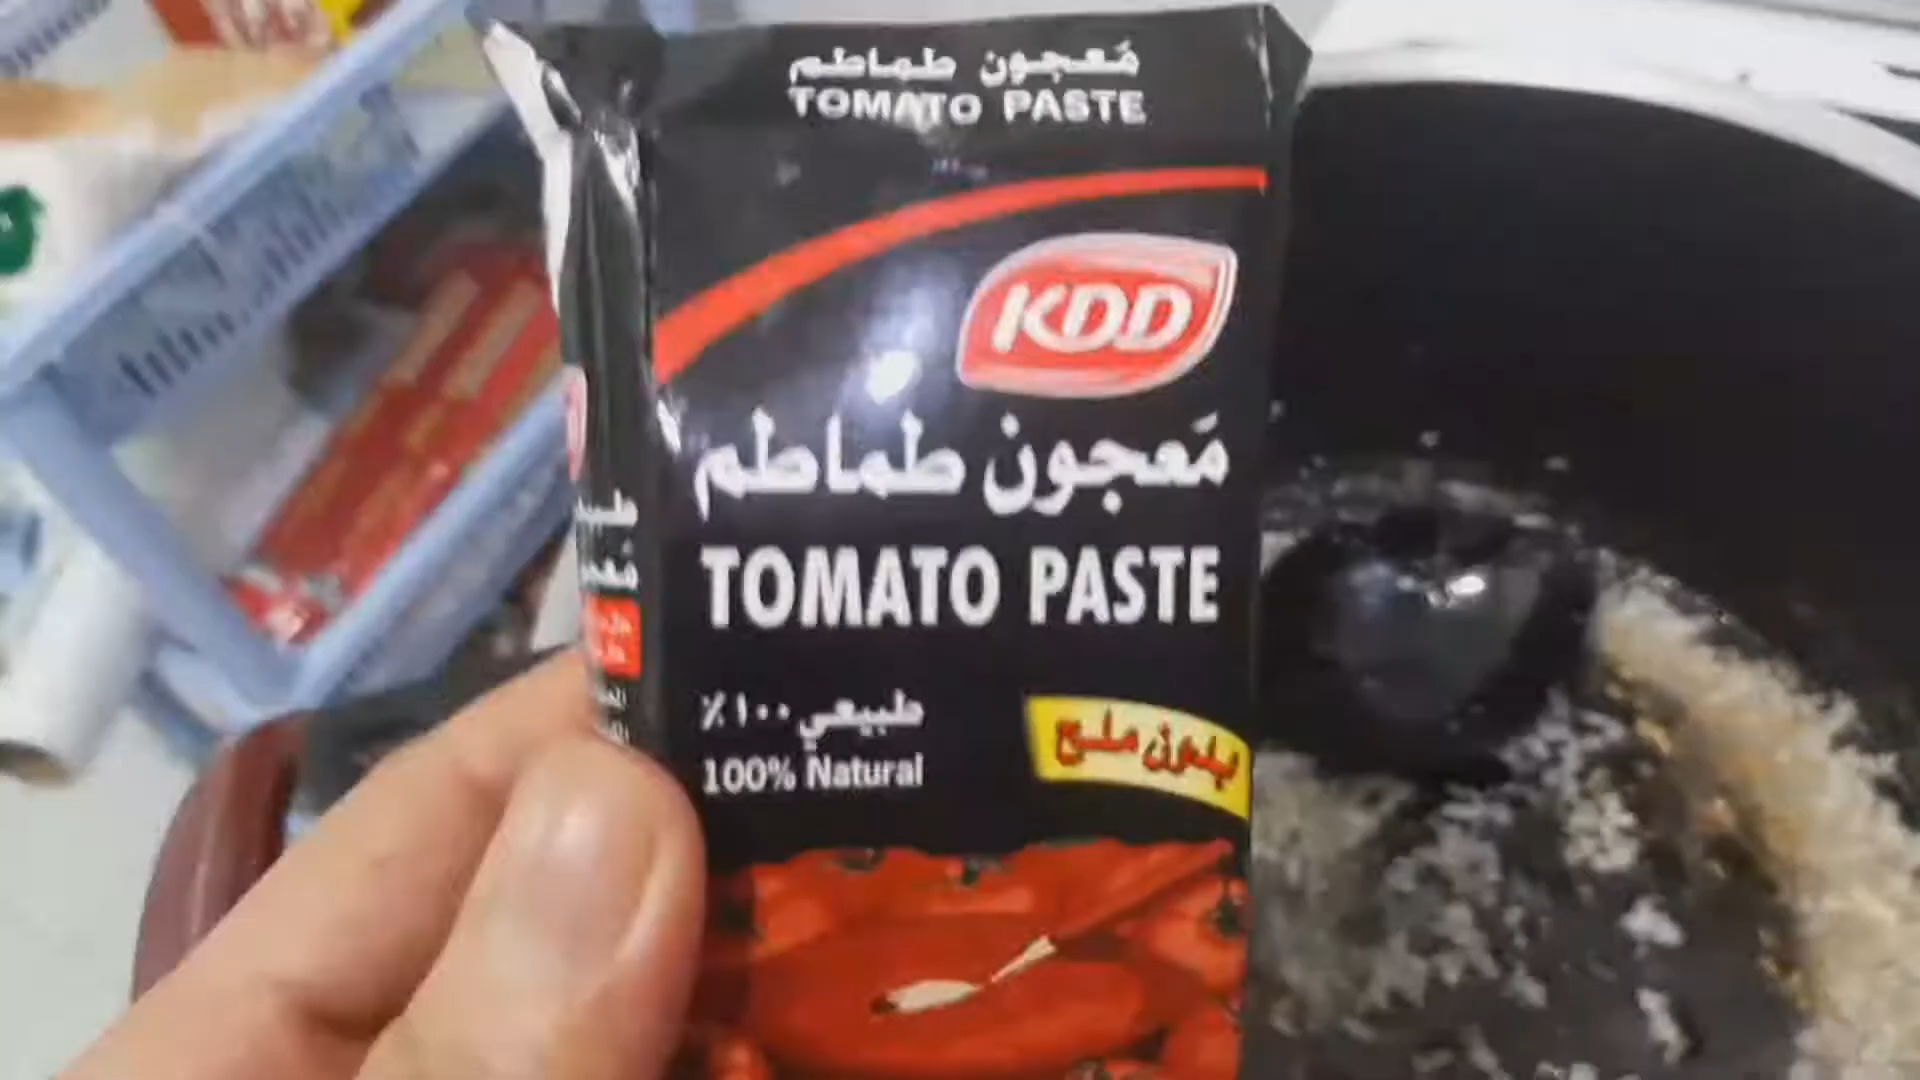 مَعجون طماطم
TOMATO PASTE
KDD
مَعجون طماطم
TOMATO PASTE
طبيعي ١٠٠٪
100% Natural
بدون ملح